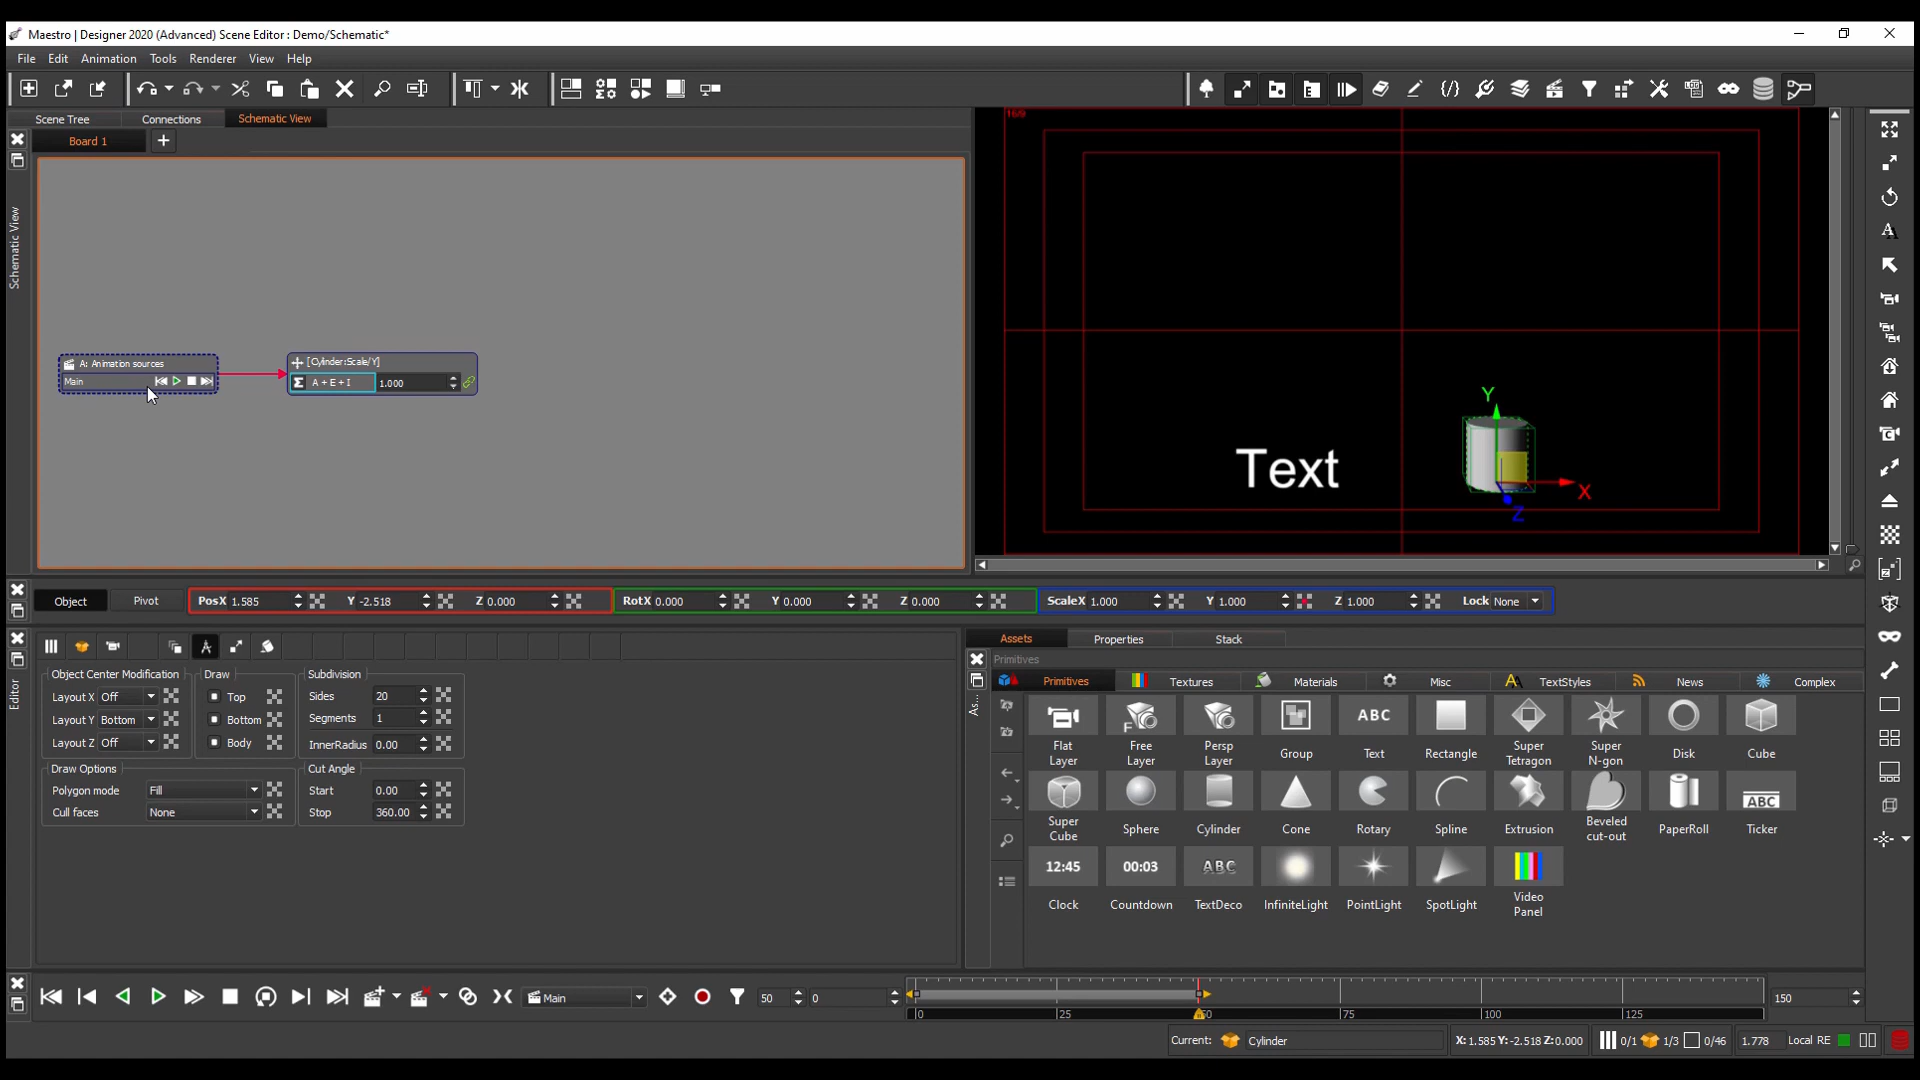 Maestro | Designer 2020 (Advanced) Scene Editor : Demo/Schematic*
File Edit Animation Tools Renderer View Help
Scene Tree Connections Schematic View
Board 1
16/9
Schematic View
A: Animation sources
Main
[Cylinder:Scale/Y]
A + E + I 1.000
Text
Y
X
Z
Object Pivot PosX 1.585 Y -2.518 Z 0.000 RotX 0.000 Y 0.000 Z 0.000 ScaleX 1.000 Y 1.000 Z 1.000 Lock None
Editor
Object Center Modification Draw Subdivision
Layout X Off Top Sides 20
Layout Y Bottom Bottom Segments 1
Layout Z Off Body InnerRadius 0.00
Draw Options Cut Angle
Polygon mode Fill Start 0.00
Cull faces None Stop 360.00
Assets Properties Stack
As...
Primitives
Primitives Textures Materials Misc TextStyles News Complex
Flat Layer
Free Layer
Persp Layer
Group
ABC
Text
Rectangle
Super Tetragon
Super N-gon
Disk
Cube
Super Cube
Sphere
Cylinder
Cone
Rotary
Spline
Extrusion
Beveled cut-out
PaperRoll
ABC
Ticker
12:45
Clock
00:03
Countdown
ABC
TextDeco
InfiniteLight
PointLight
SpotLight
Video Panel
Main 50 0 150
0 25 50 75 100 125
Current: Cylinder X: 1.585 Y: -2.518 Z: 0.000 0/1 1/3 0/46 1.778 Local RE